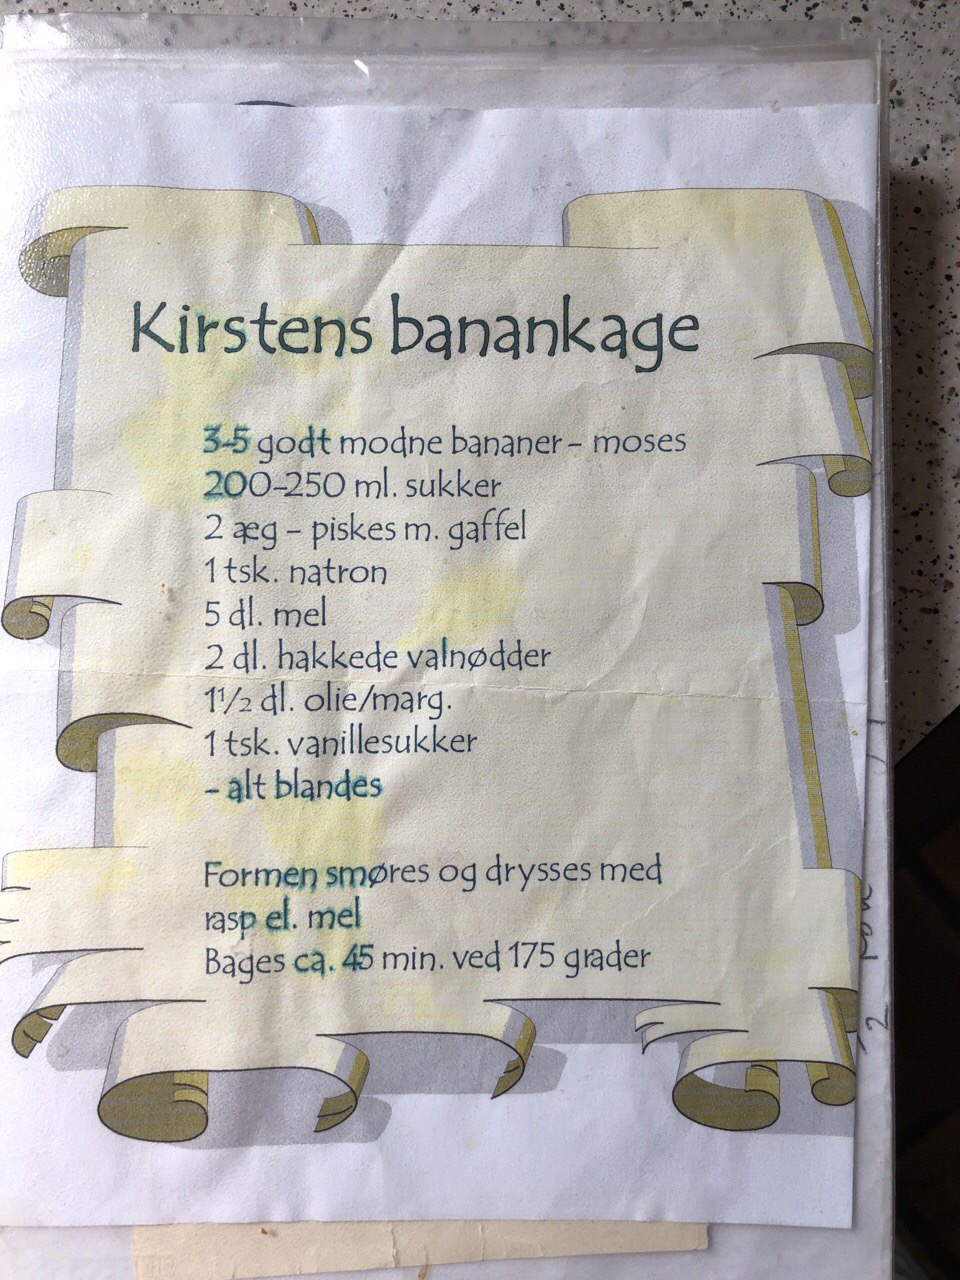 Kirstens banankage
3-5 godt modne bananer - moses
200-250 ml. sukker
2 æg - piskes m. gaffel
1 tsk. natron
5 dl. mel
2 dl. hakkede valnødder
1½ dl. olie/marg.
1 tsk. vanillesukker
- alt blandes
Formen smøres og drysses med
rasp el. mel
Bages ca. 45 min. ved 175 grader